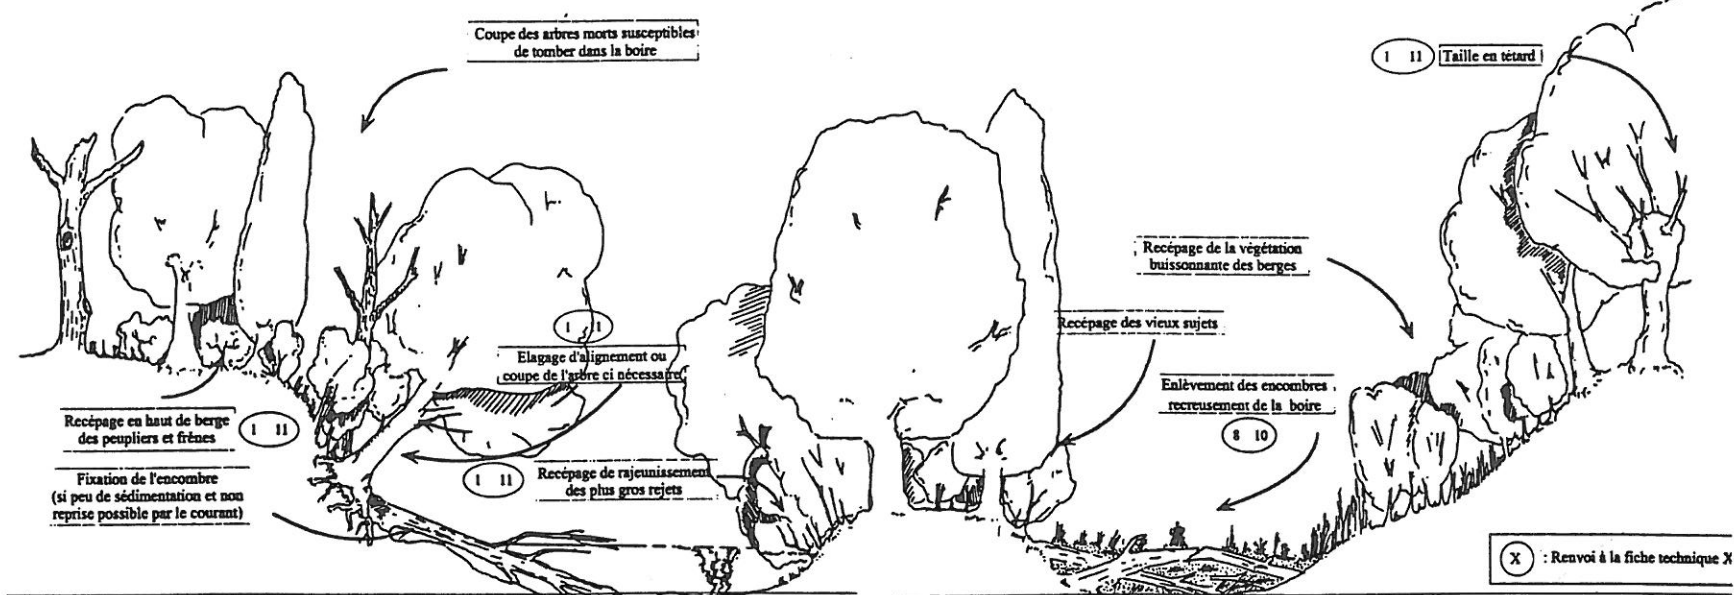 Coupe des arbres morts susceptibles
de tomber dans la boire
1 11
Taille en tétard
Recépage de la végétation
buissonnante des berges
1 1
Recépage des vieux sujets
Elagage d'alignement ou
coupe de l'arbre ci nécessaire
Enlèvement des encombres
recreusement de la boire
8 10
Recépage en haut de berge
des peupliers et frênes
1 11
1 11
Recépage de rajeunissement
des plus gros rejets
Fixation de l'encombre
(si peu de sédimentation et non
reprise possible par le courant)
X : Renvoi à la fiche technique X